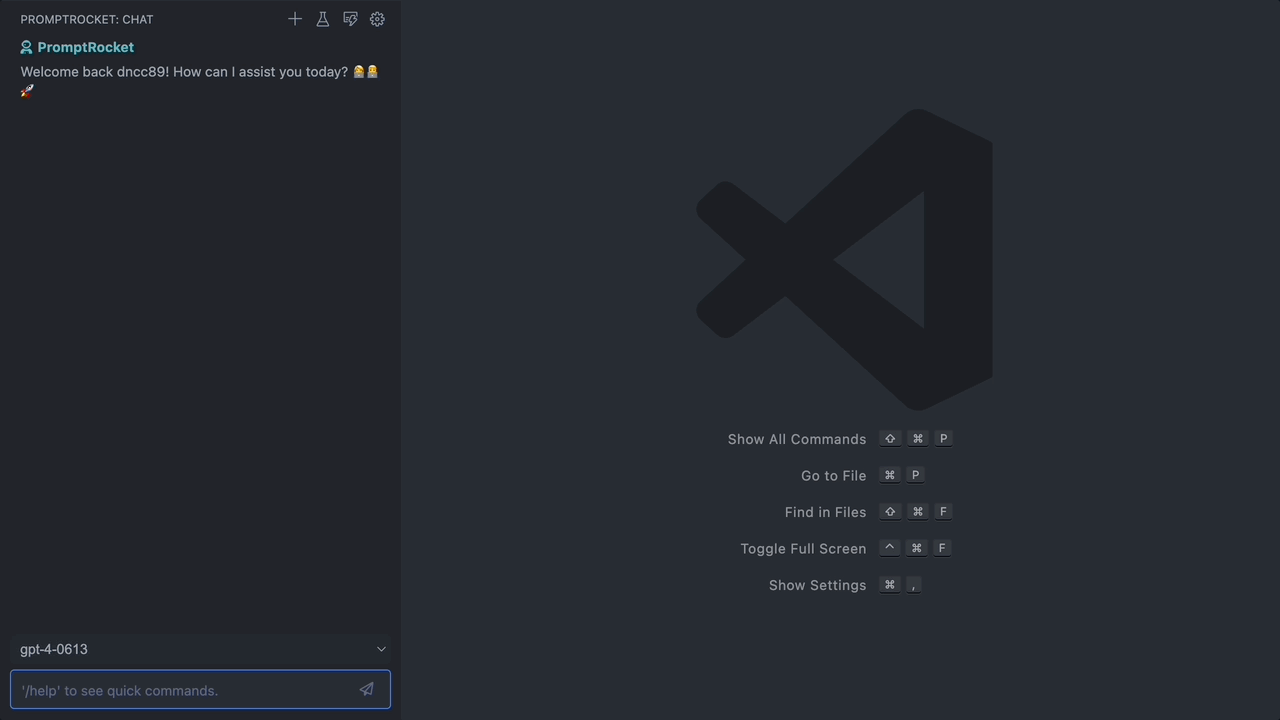 PROMPTROCKET: CHAT
PromptRocket
Welcome back dncc89! How can I assist you today?
Show All Commands ⇧ ⌘ P
Go to File ⌘ P
Find in Files ⇧ ⌘ F
Toggle Full Screen ^ ⌘ F
Show Settings ⌘ ,
gpt-4-0613
'/help' to see quick commands.